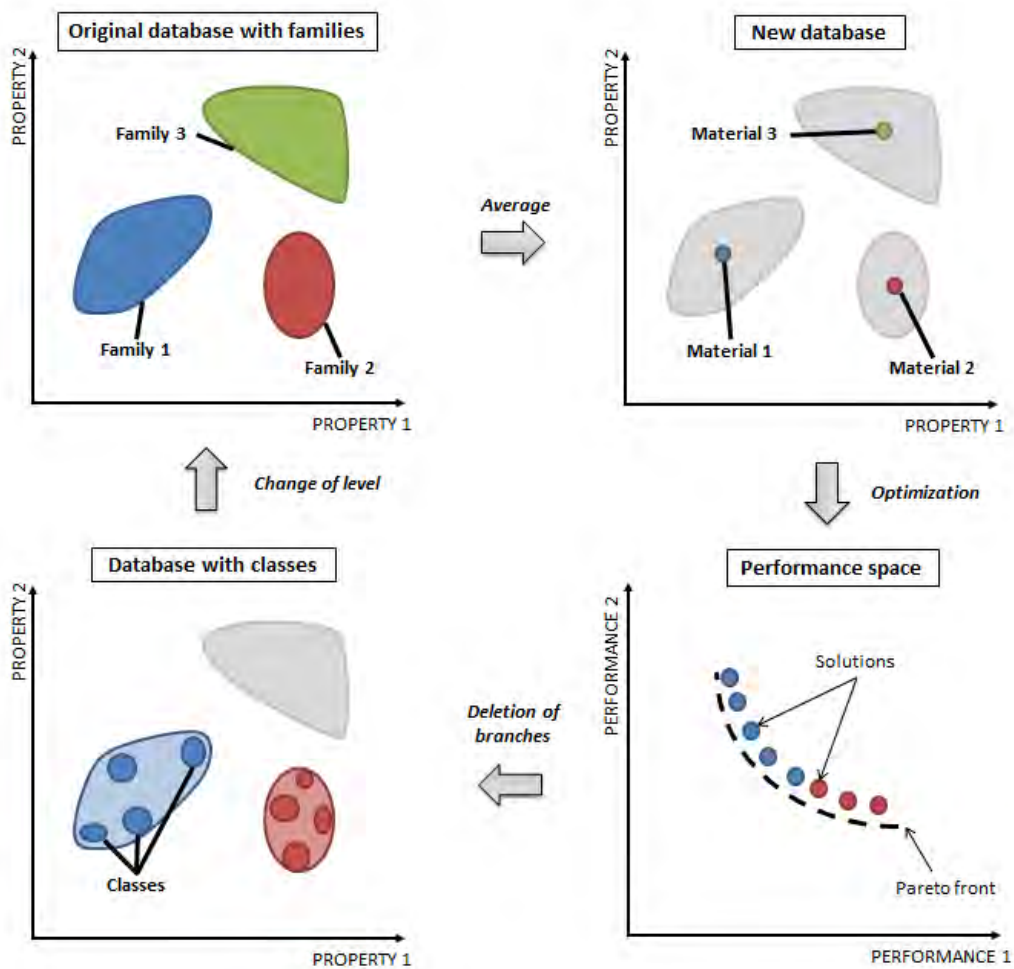 Original database with families
PROPERTY 2
Family 3
Family 1
Family 2
PROPERTY 1
Average
New database
PROPERTY 2
Material 3
Material 1
Material 2
PROPERTY 1
Change of level
Optimization
Database with classes
PROPERTY 2
Classes
PROPERTY 1
Deletion of
branches
Performance space
PERFORMANCE 2
Solutions
Pareto front
PERFORMANCE 1